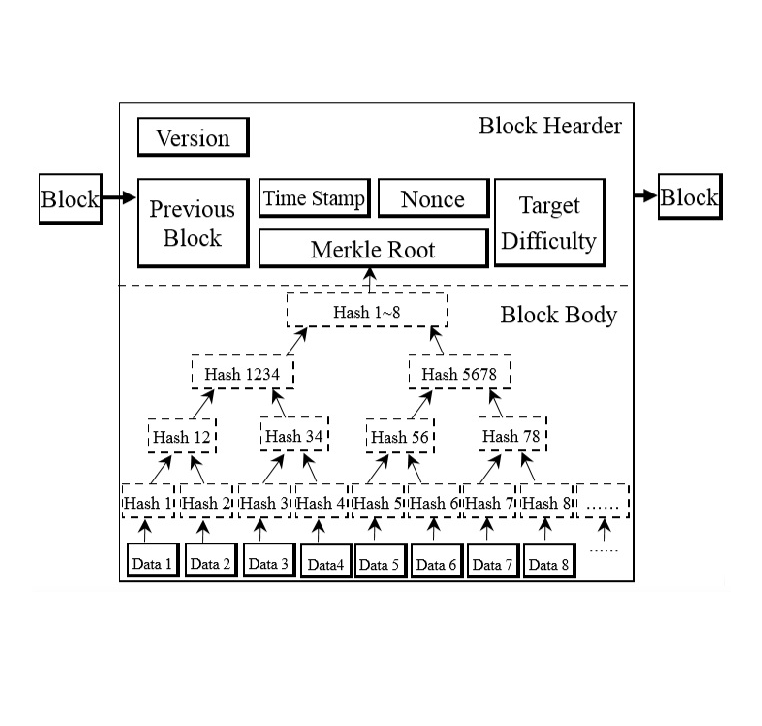 Block Hearder
Version
Block
Previous
Block
Time Stamp
Nonce
Target
Difficulty
Merkle Root
Block
Hash 1~8
Block Body
Hash 1234
Hash 5678
Hash 12
Hash 34
Hash 56
Hash 78
Hash 1
Hash 2
Hash 3
Hash 4
Hash 5
Hash 6
Hash 7
Hash 8
......
Data 1
Data 2
Data 3
Data4
Data 5
Data 6
Data 7
Data 8
......